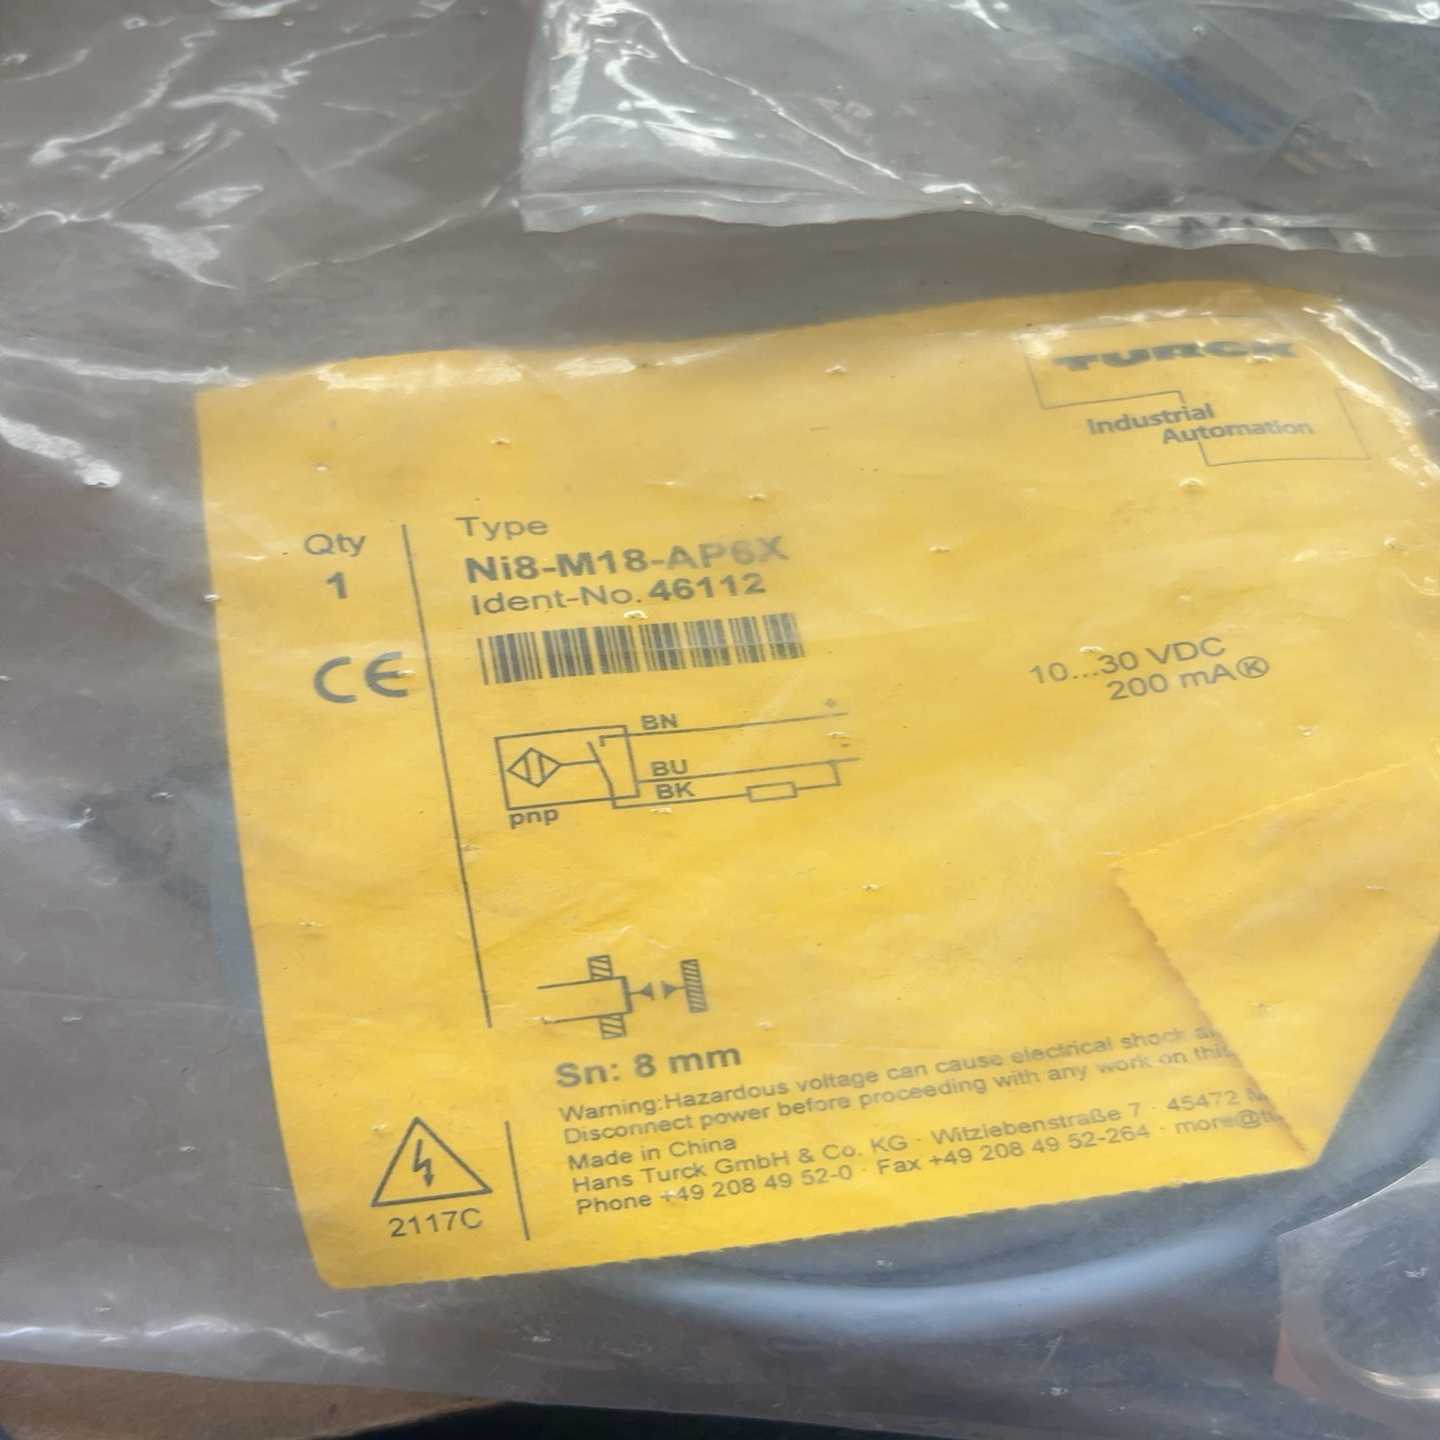 TURCK
Industrial
Automation
Qty
1
Type
Ni8-M18-AP6X
Ident-No. 46112
CE
10...30 VDC
200 mA Ⓚ
BN
+
BU
-
BK
pnp
Sn: 8 mm
Warning:Hazardous voltage can cause electrical shock
Disconnect power before proceeding with any work on this
Made in China
Hans Turck GmbH & Co. KG · Witzlebenstraße 7 · 45472
Phone +49 208 49 52-0 · Fax +49 208 49 52-264 · more@tu
2117C